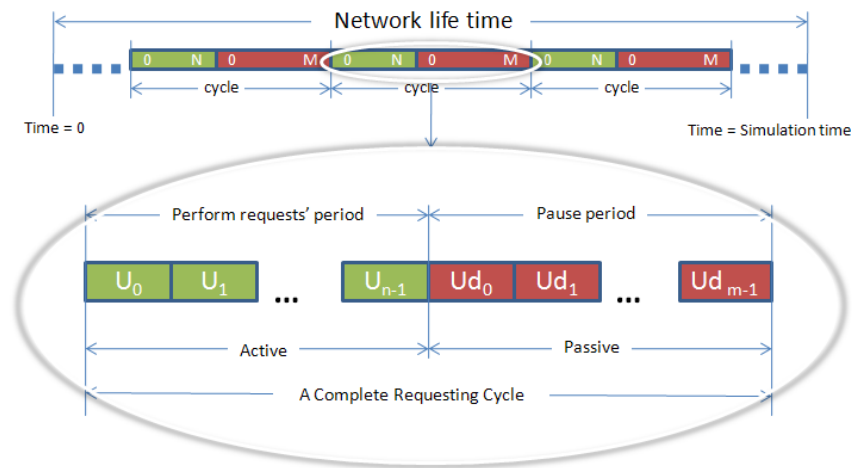 Network life time
0 N 0 M 0 N 0 M 0 N 0 M
cycle cycle cycle
Time = 0
Time = Simulation time
Perform requests’ period
Pause period
U0 U1 ... Un-1 Ud0 Ud1 ... Ud m-1
Active
Passive
A Complete Requesting Cycle